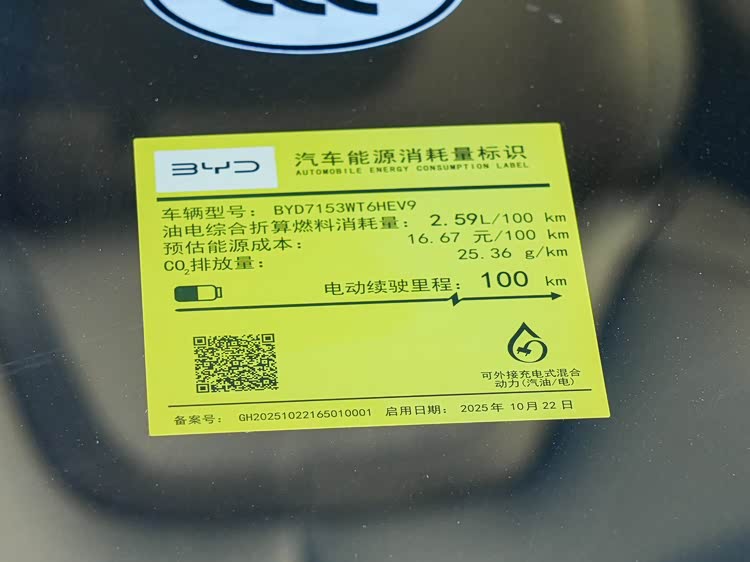 BYD
汽车能源消耗量标识
AUTOMOBILE ENERGY CONSUMPTION LABEL
车辆型号: BYD7153WT6HEV9
油电综合折算燃料消耗量: 2.59L/100 km
预估能源成本: 16.67 元/100 km
CO₂排放量: 25.36 g/km
电动续驶里程: 100 km
可外接充电式混合
动力(汽油/电)
备案号: GH20251022165010001 启用日期: 2025年10月22日